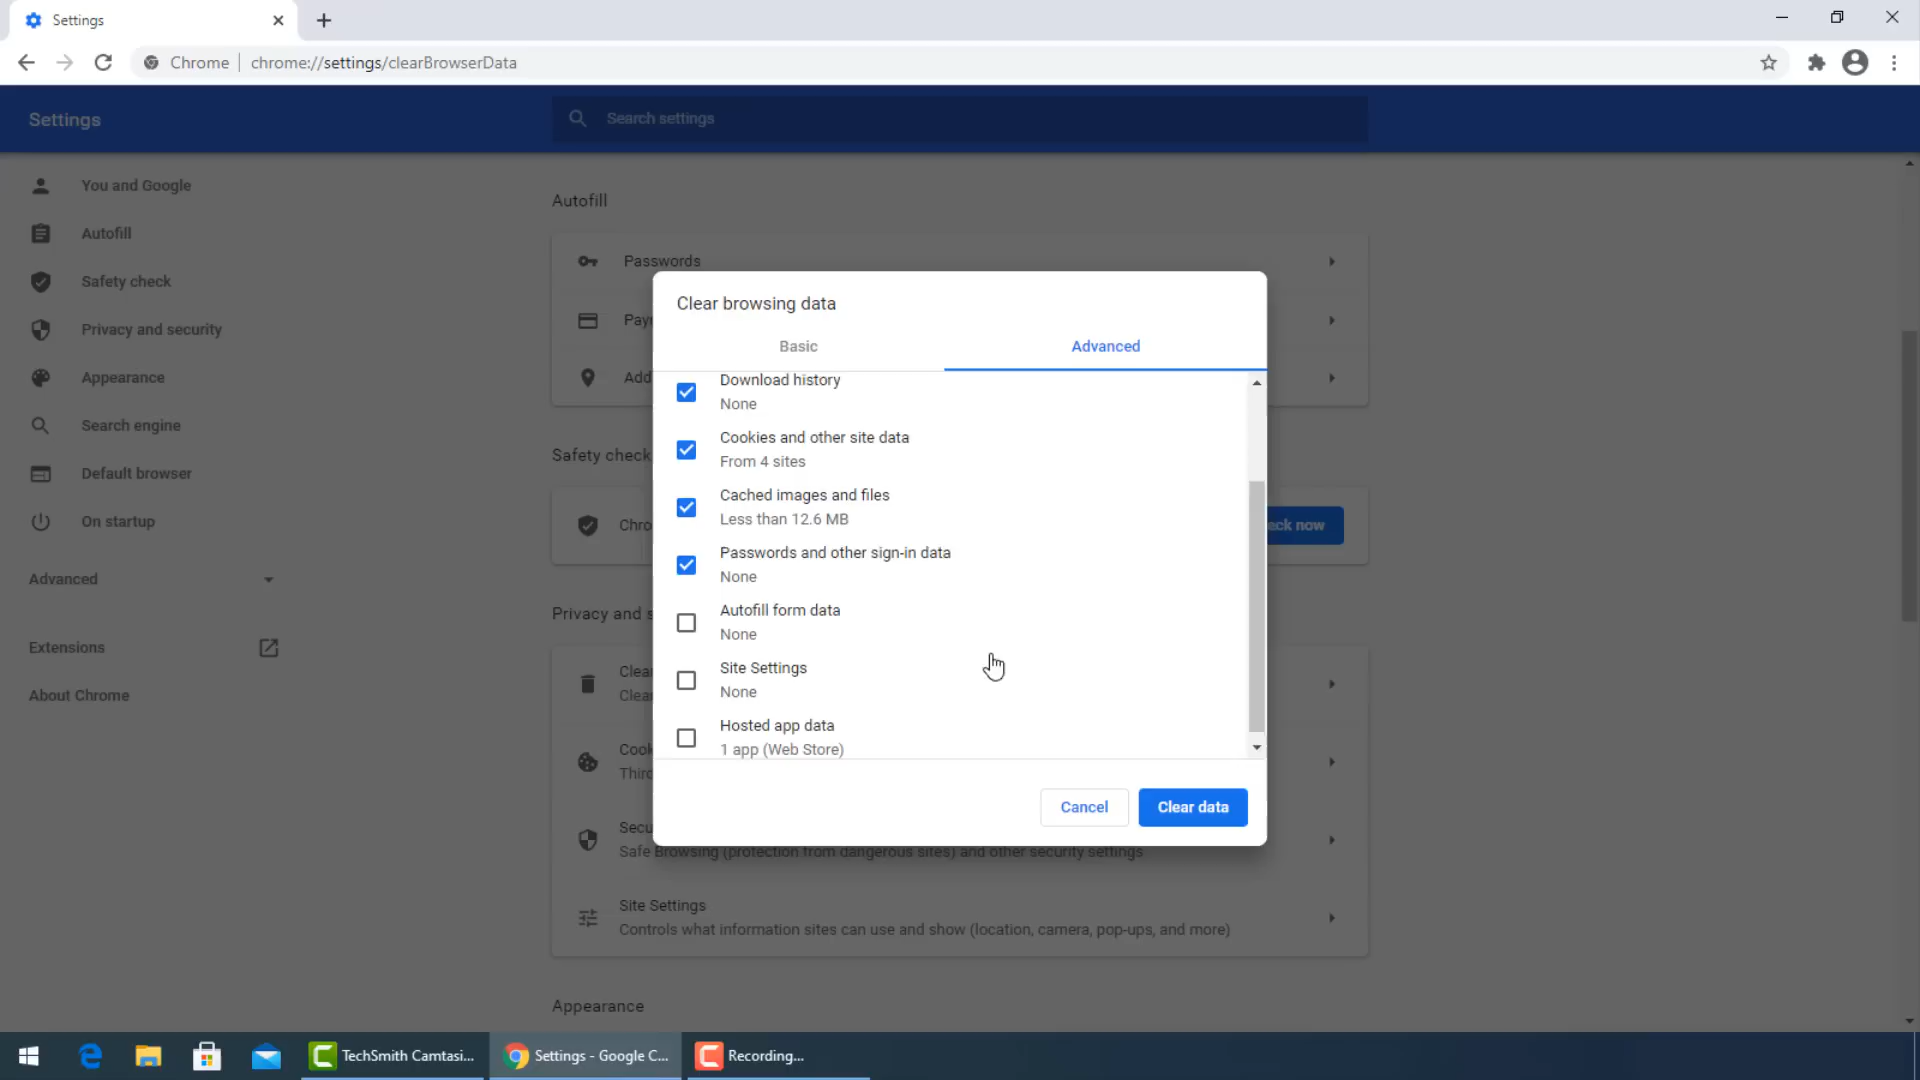 Settings
Chrome
chrome://settings/clearBrowserData
Settings
Search settings
You and Google
Autofill
Safety check
Privacy and security
Appearance
Search engine
Default browser
On startup
Advanced
Extensions
About Chrome
Autofill
Passwords
Pay
Add
Safety check
Chro
eck now
Privacy and s
Clear
Clear
Cook
Third
Secu
Safe Browsing (protection from dangerous sites) and other security settings
Site Settings
Controls what information sites can use and show (location, camera, pop-ups, and more)
Appearance
Clear browsing data
Basic
Advanced
Download history
None
Cookies and other site data
From 4 sites
Cached images and files
Less than 12.6 MB
Passwords and other sign-in data
None
Autofill form data
None
Site Settings
None
Hosted app data
1 app (Web Store)
Cancel
Clear data
TechSmith Camtasi...
Settings - Google C...
Recording...